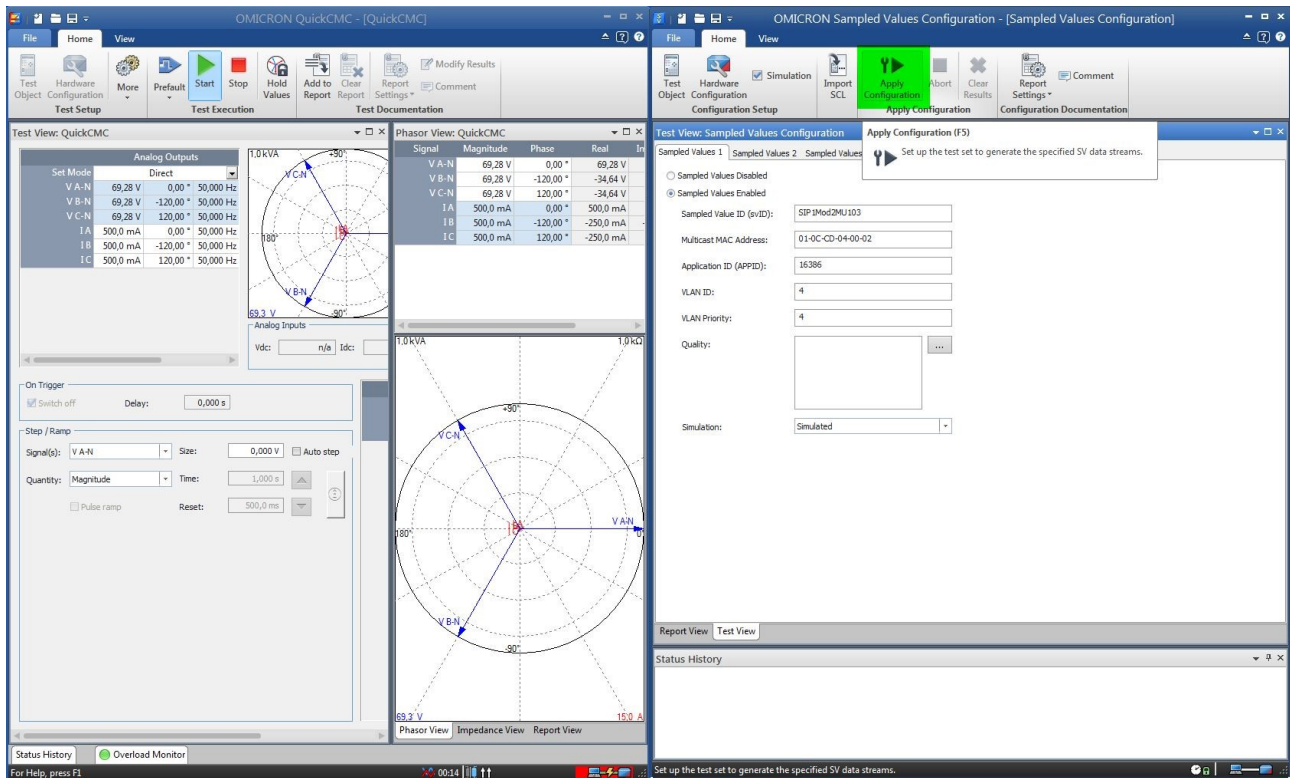 OMICRON QuickCMC - [QuickCMC]
File Home View
Test Object
Hardware Configuration
More
Prefault
Start
Stop
Hold Values
Add to Report
Clear Report
Report Settings
Modify Results
Comment
Test Setup
Test Execution
Test Documentation
Test View: QuickCMC
Analog Outputs
Set Mode Direct
V A-N 69,28 V 0,00 ° 50,000 Hz
V B-N 69,28 V -120,00 ° 50,000 Hz
V C-N 69,28 V 120,00 ° 50,000 Hz
I A 500,0 mA 0,00 ° 50,000 Hz
I B 500,0 mA -120,00 ° 50,000 Hz
I C 500,0 mA 120,00 ° 50,000 Hz
1,0 kVA
+90°
V C-N
180°
V B-N
69,3 V
-90°
Analog Inputs
Vdc: n/a Idc:
On Trigger
Switch off Delay: 0,000 s
Step / Ramp
Signal(s): V A-N Size: 0,000 V Auto step
Quantity: Magnitude Time: 1,000 s
Pulse ramp Reset: 500,0 ms
Phasor View: QuickCMC
Signal Magnitude Phase Real
V A-N 69,28 V 0,00 ° 69,28 V
V B-N 69,28 V -120,00 ° -34,64 V
V C-N 69,28 V 120,00 ° -34,64 V
I A 500,0 mA 0,00 ° 500,0 mA
I B 500,0 mA -120,00 ° -250,0 mA
I C 500,0 mA 120,00 ° -250,0 mA
1,0 kVA 1,0 kΩ
+90°
V C-N
180°
V A-N
0°
V B-N
-90°
69,3 V 15,0 A
Phasor View Impedance View Report View
Status History Overload Monitor
For Help, press F1
00:14
OMICRON Sampled Values Configuration - [Sampled Values Configuration]
File Home View
Test Object
Hardware Configuration
Simulation
Import SCL
Apply Configuration
Abort
Clear Results
Report Settings
Comment
Configuration Setup
Apply Configuration
Configuration Documentation
Test View: Sampled Values Configuration
Apply Configuration (F5)
Set up the test set to generate the specified SV data streams.
Sampled Values 1 Sampled Values 2 Sampled Values
Sampled Values Disabled
Sampled Values Enabled
Sampled Value ID (svID): SIP1Mod2MU103
Multicast MAC Address: 01-0C-CD-04-00-02
Application ID (APPID): 16386
VLAN ID: 4
VLAN Priority: 4
Quality: ...
Simulation: Simulated
Report View Test View
Status History
Set up the test set to generate the specified SV data streams.